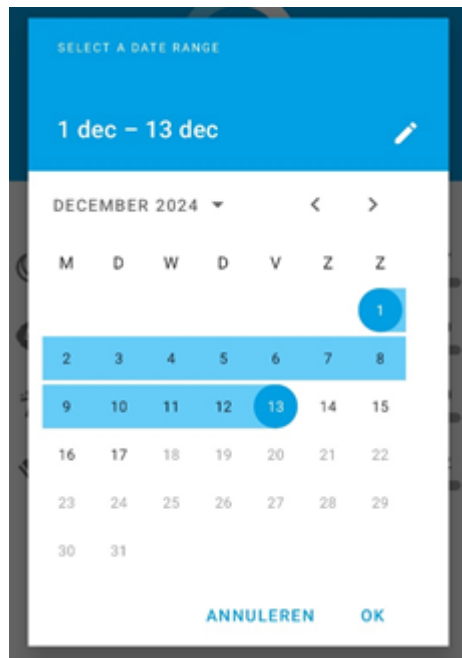 SELECT A DATE RANGE
1 dec – 13 dec
DECEMBER 2024
M D W D V Z Z
1
2 3 4 5 6 7 8
9 10 11 12 13 14 15
16 17 18 19 20 21 22
23 24 25 26 27 28 29
30 31
ANNULEREN OK